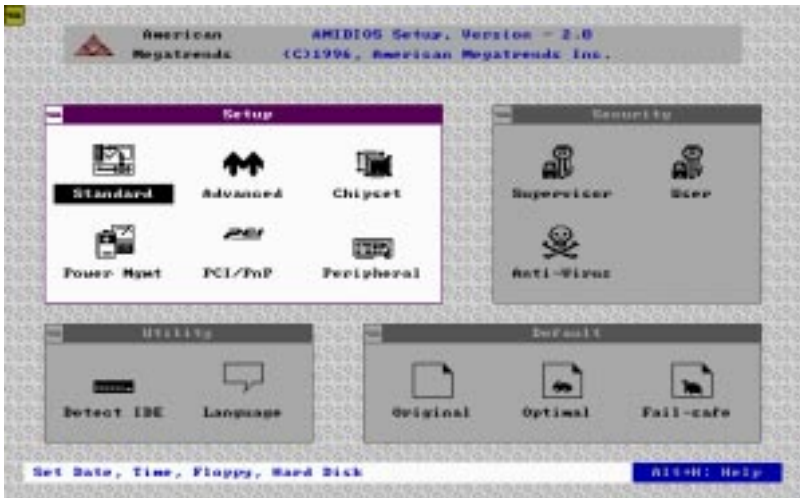 American Megatrends
AMIBIOS Setup, Version - 2.0
(C)1996, American Megatrends Inc.
Setup
Standard
Advanced
Chipset
Power Mgmt
PCI
PCI/PnP
Peripheral
Security
Supervisor
User
Anti-Virus
Utility
Detect IDE
Language
Default
Original
Optimal
Fail-safe
Set Date, Time, Floppy, Hard Disk
Alt+H: Help